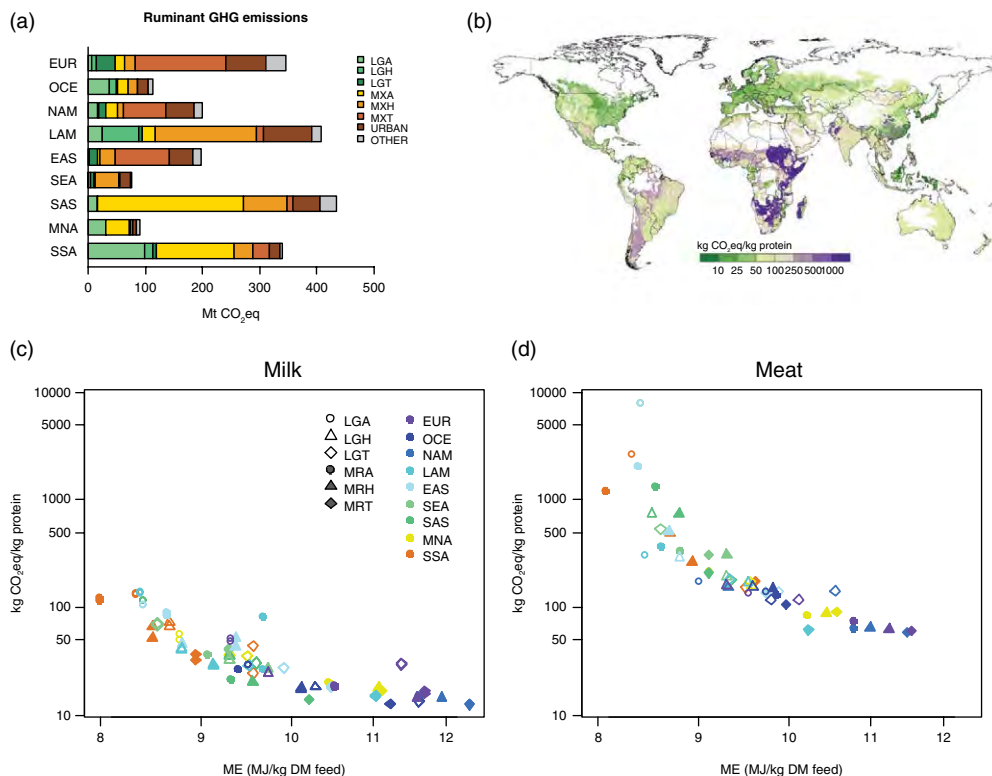 (a)
Ruminant GHG emissions
EUR
OCE
NAM
LAM
EAS
SEA
SAS
MNA
SSA
LGA
LGH
LGT
MXA
MXH
MXT
URBAN
OTHER
0 100 200 300 400 500
Mt CO₂eq
(b)
kg CO₂eq/kg protein
10 25 50 100 250 500 1000
(c)
Milk
10000
5000
1000
500
100
50
10
kg CO₂eq/kg protein
LGA
LGH
LGT
MRA
MRH
MRT
EUR
OCE
NAM
LAM
EAS
SEA
SAS
MNA
SSA
8 9 10 11 12
ME (MJ/kg DM feed)
(d)
Meat
10000
5000
1000
500
100
50
10
kg CO₂eq/kg protein
8 9 10 11 12
ME (MJ/kg DM feed)